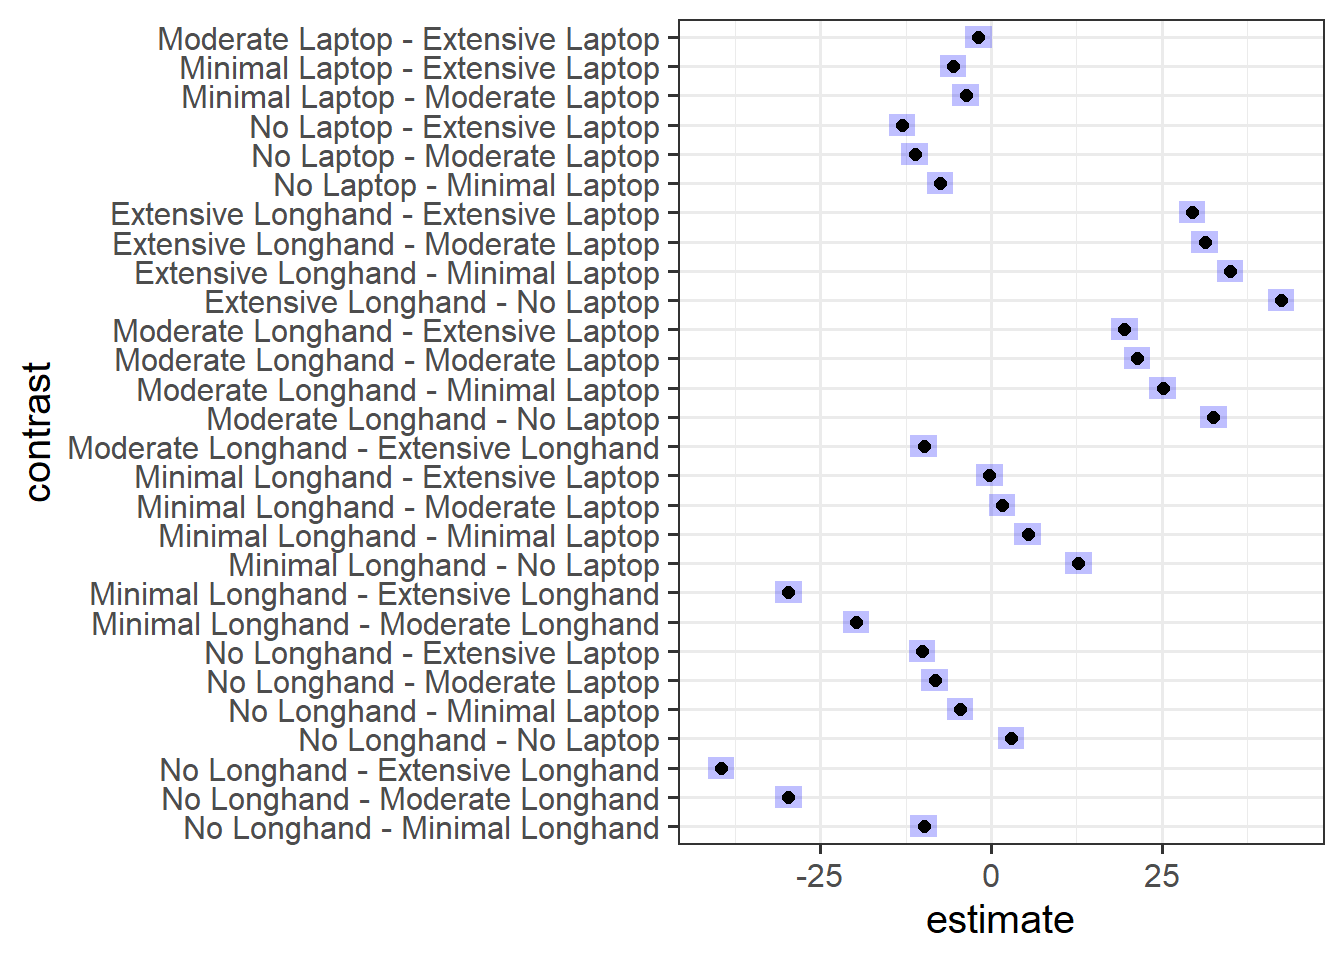 Moderate Laptop - Extensive Laptop
Minimal Laptop - Extensive Laptop
Minimal Laptop - Moderate Laptop
No Laptop - Extensive Laptop
No Laptop - Moderate Laptop
No Laptop - Minimal Laptop
Extensive Longhand - Extensive Laptop
Extensive Longhand - Moderate Laptop
Extensive Longhand - Minimal Laptop
Extensive Longhand - No Laptop
Moderate Longhand - Extensive Laptop
Moderate Longhand - Moderate Laptop
Moderate Longhand - Minimal Laptop
Moderate Longhand - No Laptop
Moderate Longhand - Extensive Longhand
Minimal Longhand - Extensive Laptop
Minimal Longhand - Moderate Laptop
Minimal Longhand - Minimal Laptop
Minimal Longhand - No Laptop
Minimal Longhand - Extensive Longhand
Minimal Longhand - Moderate Longhand
No Longhand - Extensive Laptop
No Longhand - Moderate Laptop
No Longhand - Minimal Laptop
No Longhand - No Laptop
No Longhand - Extensive Longhand
No Longhand - Moderate Longhand
No Longhand - Minimal Longhand
contrast
-25 0 25
estimate